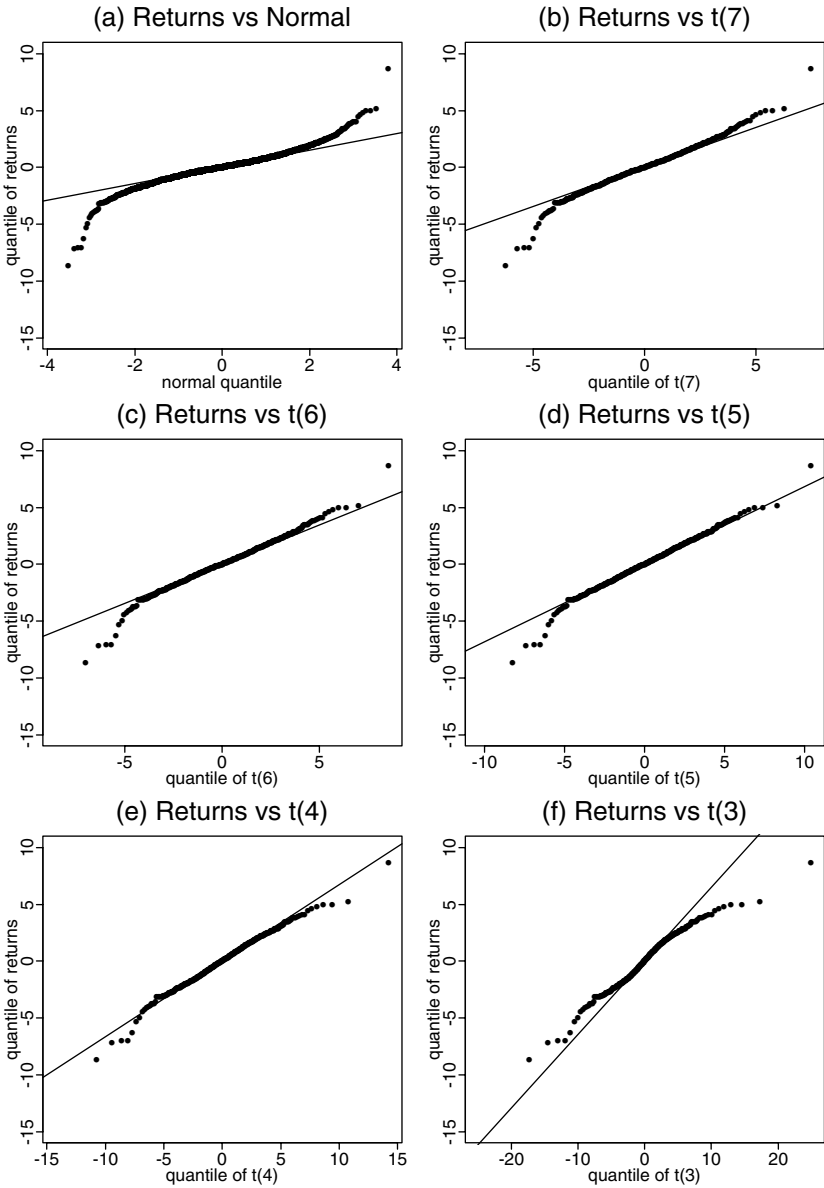 (a) Returns vs Normal
quantile of returns
-15 -10 -5 0 5 10
-4 -2 0 2 4
normal quantile
(b) Returns vs t(7)
quantile of returns
-15 -10 -5 0 5 10
-5 0 5
quantile of t(7)
(c) Returns vs t(6)
quantile of returns
-15 -10 -5 0 5 10
-5 0 5
quantile of t(6)
(d) Returns vs t(5)
quantile of returns
-15 -10 -5 0 5 10
-10 -5 0 5 10
quantile of t(5)
(e) Returns vs t(4)
quantile of returns
-15 -10 -5 0 5 10
-15 -10 -5 0 5 10 15
quantile of t(4)
(f) Returns vs t(3)
quantile of returns
-15 -10 -5 0 5 10
-20 -10 0 10 20
quantile of t(3)